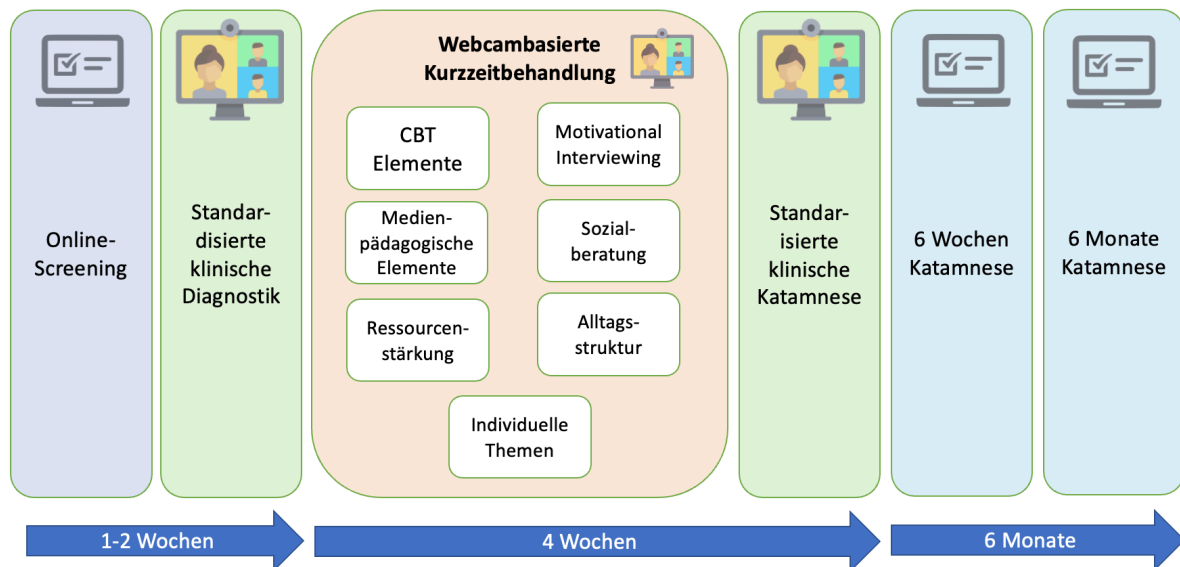 Online-
Screening
Standar-
disierte
klinische
Diagnostik
Webcambasierte
Kurzzeitbehandlung
CBT
Elemente
Motivational
Interviewing
Medien-
pädagogische
Elemente
Sozial-
beratung
Ressourcen-
stärkung
Alltags-
struktur
Individuelle
Themen
Standar-
isierte
klinische
Katamnese
6 Wochen
Katamnese
6 Monate
Katamnese
1-2 Wochen
4 Wochen
6 Monate